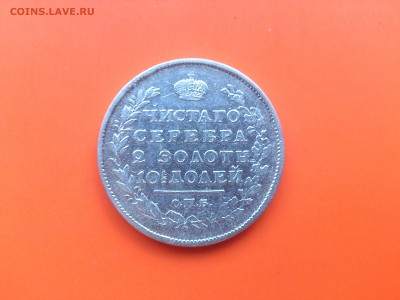 COINS.LAVE.RU
ЧИСТАГО
СЕРЕБРА
2 ЗОЛОТН.
10½ ДОЛЕЙ
С.П.Б.